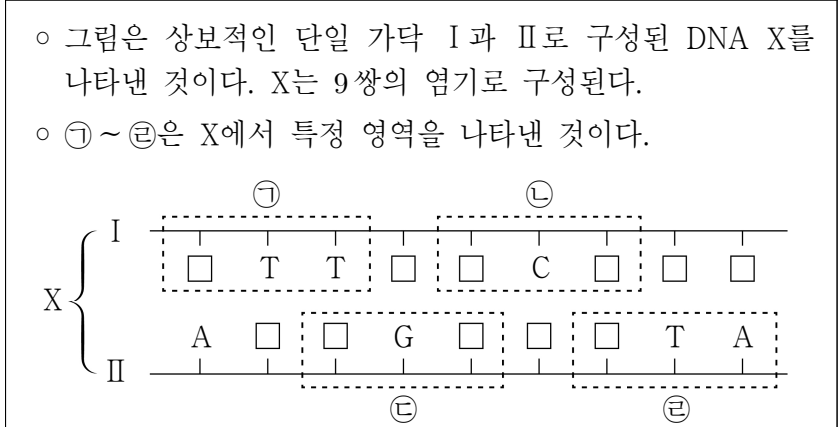 ○ 그림은 상보적인 단일 가닥 Ⅰ과 Ⅱ로 구성된 DNA X를
나타낸 것이다. X는 9쌍의 염기로 구성된다.
○ ㉠~㉣은 X에서 특정 영역을 나타낸 것이다.
㉠ ㉡
Ⅰ
□ T T □ □ C □ □ □
X
A □ □ G □ □ □ T A
Ⅱ
㉢ ㉣